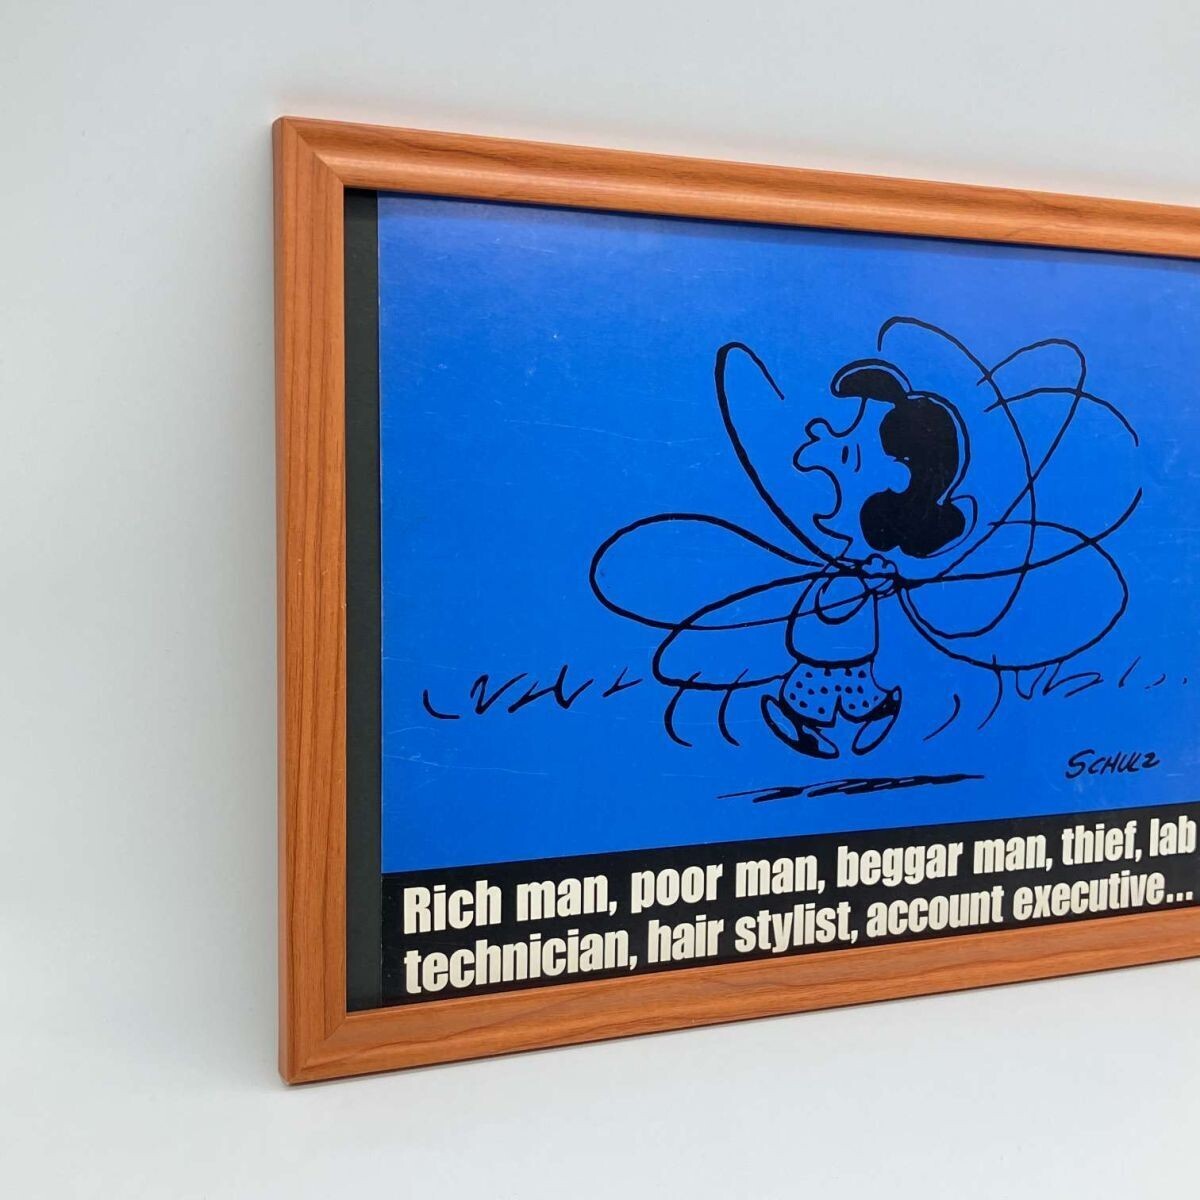 SCHULZ
Rich man, poor man, beggar man, thief, lab
technician, hair stylist, account executive...